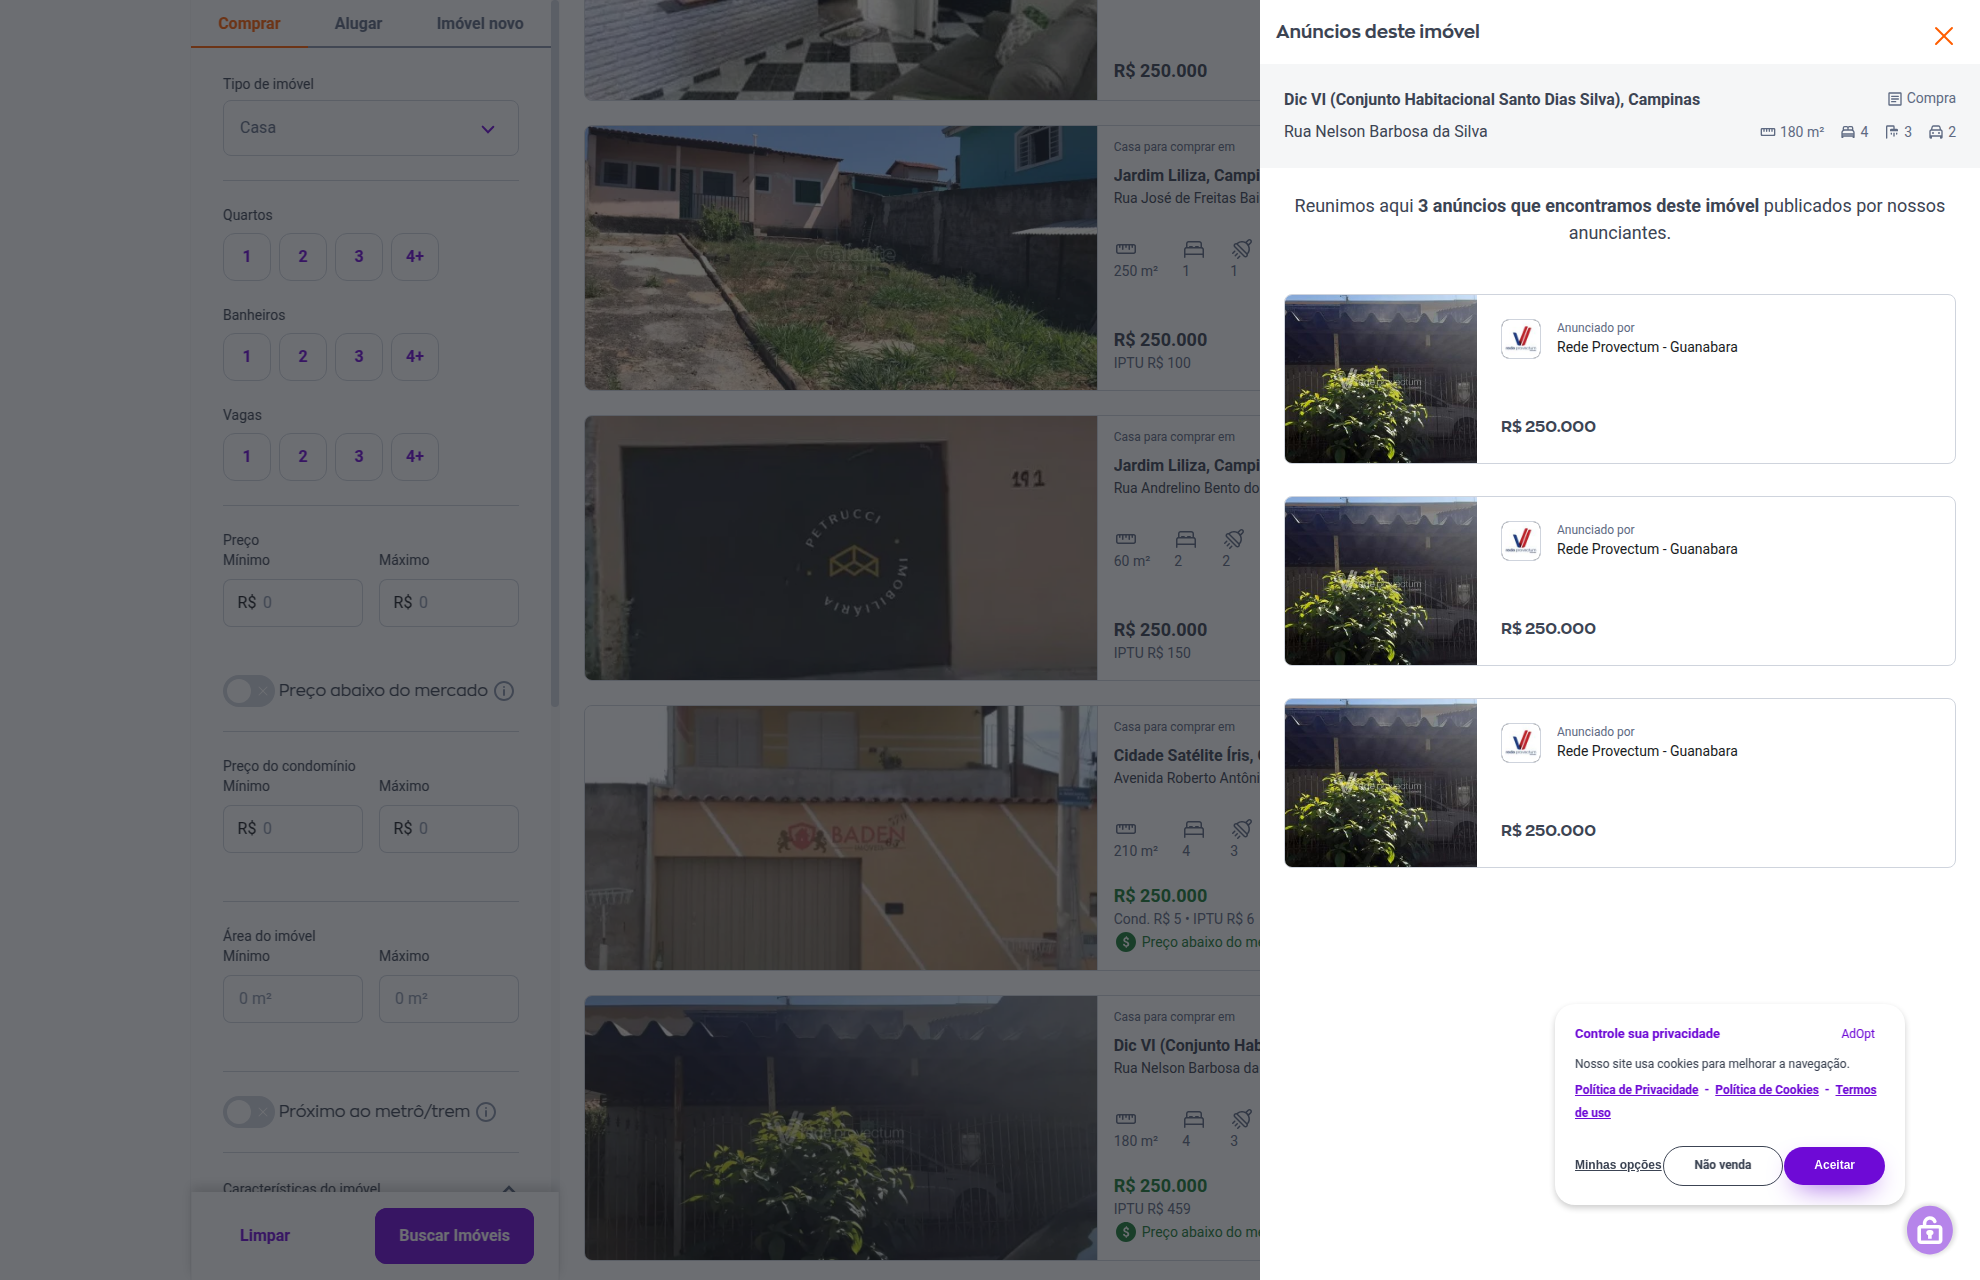 Comprar
Alugar
Imóvel novo
Tipo de imóvel
Casa
Quartos
1
2
3
4+
Banheiros
1
2
3
4+
Vagas
1
2
3
4+
Preço
Mínimo
Máximo
R$ 0
R$ 0
Preço abaixo do mercado
Preço do condomínio
Mínimo
Máximo
R$ 0
R$ 0
Área do imóvel
Mínimo
Máximo
0 m²
0 m²
Próximo ao metrô/trem
Características do imóvel
Limpar
Buscar Imóveis
R$ 250.000
Casa para comprar em
Jardim Liliza, Campi
Rua José de Freitas Bai
250 m²
1
1
R$ 250.000
IPTU R$ 100
191
PETRUCCI
IMOBILIÁRIA
Casa para comprar em
Jardim Liliza, Campi
Rua Andrelino Bento do
60 m²
2
2
R$ 250.000
IPTU R$ 150
BADEN
Casa para comprar em
Cidade Satélite Íris,
Avenida Roberto Antôni
210 m²
4
3
R$ 250.000
Cond. R$ 5 • IPTU R$ 6
Preço abaixo do me
Casa para comprar em
Dic VI (Conjunto Hab
Rua Nelson Barbosa da
180 m²
4
3
R$ 250.000
IPTU R$ 459
Preço abaixo do me
Anúncios deste imóvel
Dic VI (Conjunto Habitacional Santo Dias Silva), Campinas
Compra
Rua Nelson Barbosa da Silva
180 m²
4
3
2
Reunimos aqui 3 anúncios que encontramos deste imóvel publicados por nossos
anunciantes.
Anunciado por
Rede Provectum - Guanabara
R$ 250.000
Anunciado por
Rede Provectum - Guanabara
R$ 250.000
Anunciado por
Rede Provectum - Guanabara
R$ 250.000
Controle sua privacidade
AdOpt
Nosso site usa cookies para melhorar a navegação.
Política de Privacidade - Política de Cookies - Termos
de uso
Minhas opções
Não venda
Aceitar